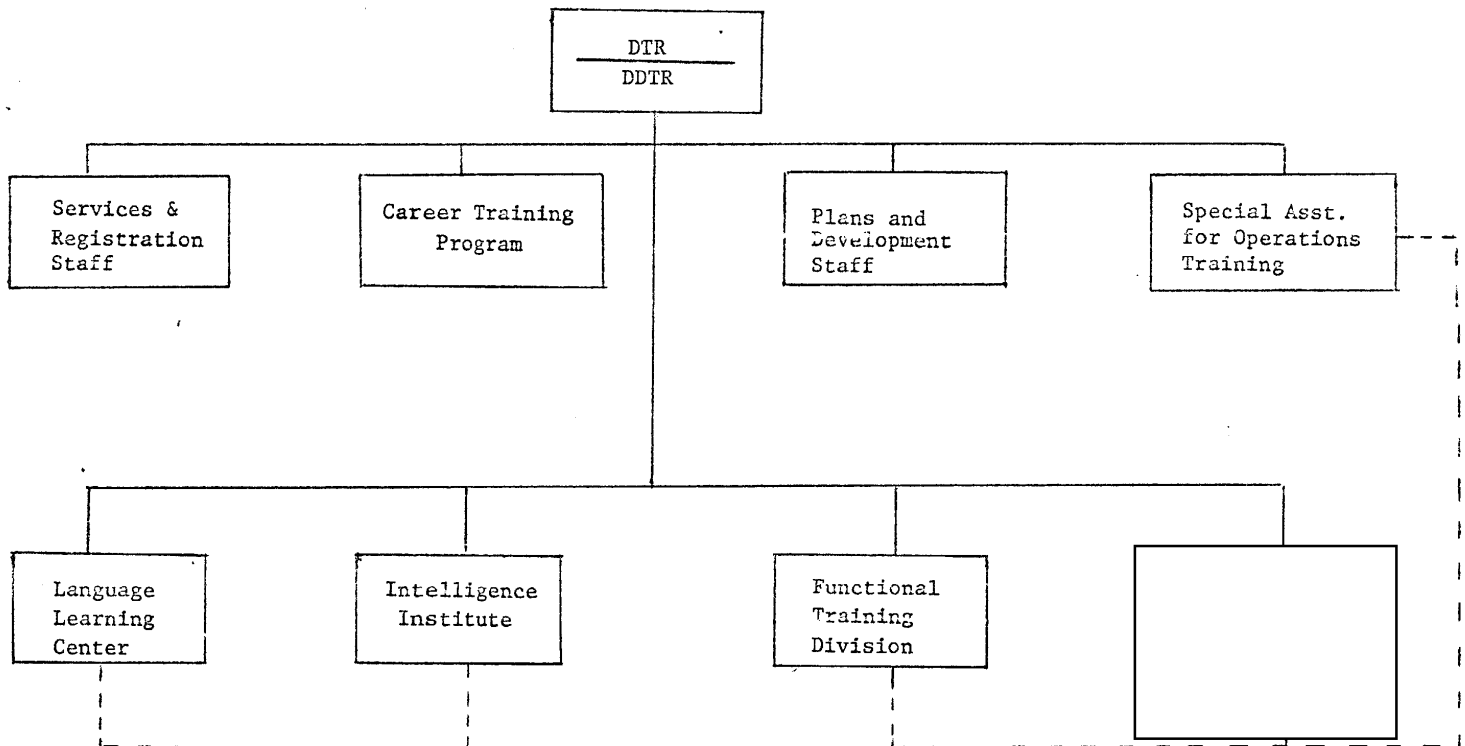 DTR
DDTR
Services &
Registration
Staff
Career Training
Program
Plans and
Development
Staff
Special Asst.
for Operations
Training
Language
Learning
Center
Intelligence
Institute
Functional
Training
Division